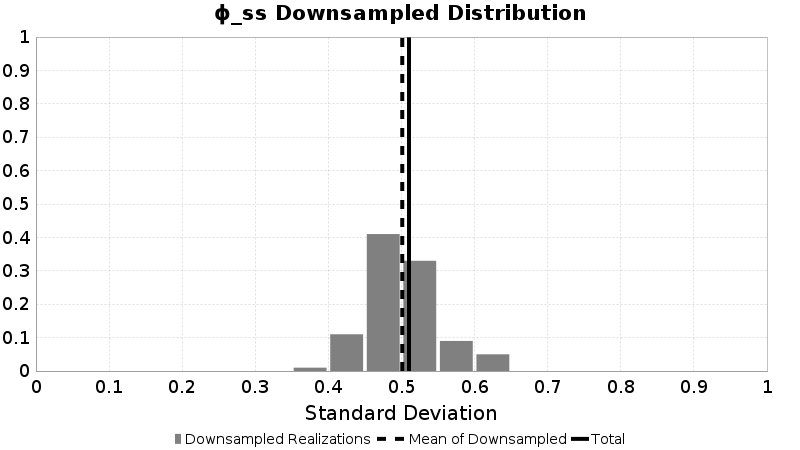 ϕ_ss Downsampled Distribution
1
0.9
0.8
0.7
0.6
0.5
0.4
0.3
0.2
0.1
0
0 0.1 0.2 0.3 0.4 0.5 0.6 0.7 0.8 0.9 1
Standard Deviation
Downsampled Realizations Mean of Downsampled Total